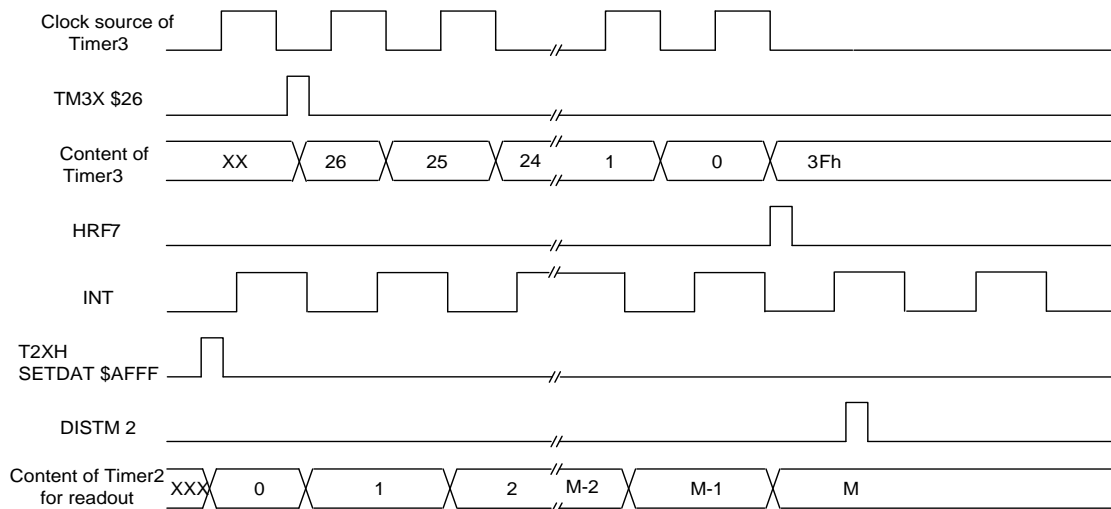 Clock source of
Timer3
TM3X $26
Content of
Timer3
XX 26 25 24 1 0 3Fh
HRF7
INT
T2XH
SETDAT $AFFF
DISTM 2
Content of Timer2
for readout
XXX 0 1 2 M-2 M-1 M